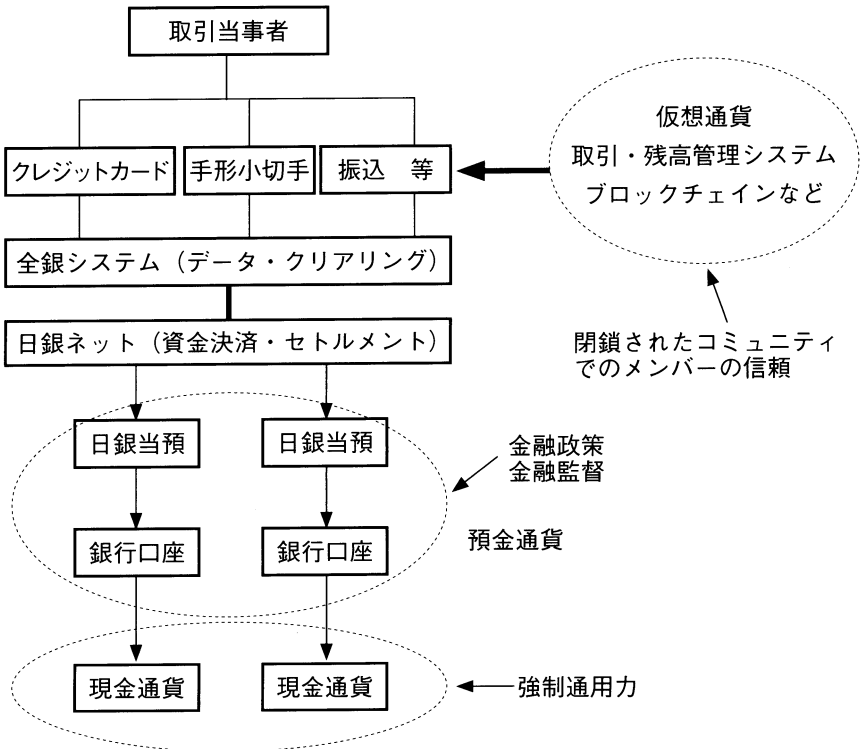 取引当事者
仮想通貨
取引・残高管理システム
ブロックチェインなど
クレジットカード
手形小切手
振込 等
全銀システム（データ・クリアリング）
日銀ネット（資金決済・セトルメント）
閉鎖されたコミュニティ
でのメンバーの信頼
日銀当預
日銀当預
金融政策
金融監督
銀行口座
銀行口座
預金通貨
現金通貨
現金通貨
強制通用力